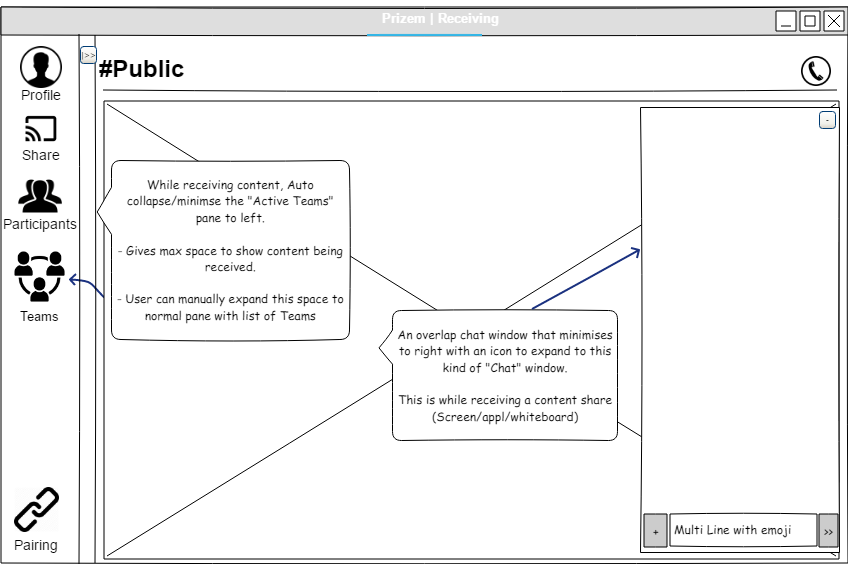 Prizem | Receiving
|>>
#Public
Profile
Share
Participants
Teams
Pairing
While receiving content, Auto
collapse/minimse the "Active Teams"
pane to left.
- Gives max space to show content being
received.
- User can manually expand this space to
normal pane with list of Teams
An overlap chat window that minimises
to right with an icon to expand to this
kind of "Chat" window.
This is while receiving a content share
(Screen/appl/whiteboard)
-
+ Multi Line with emoji >>